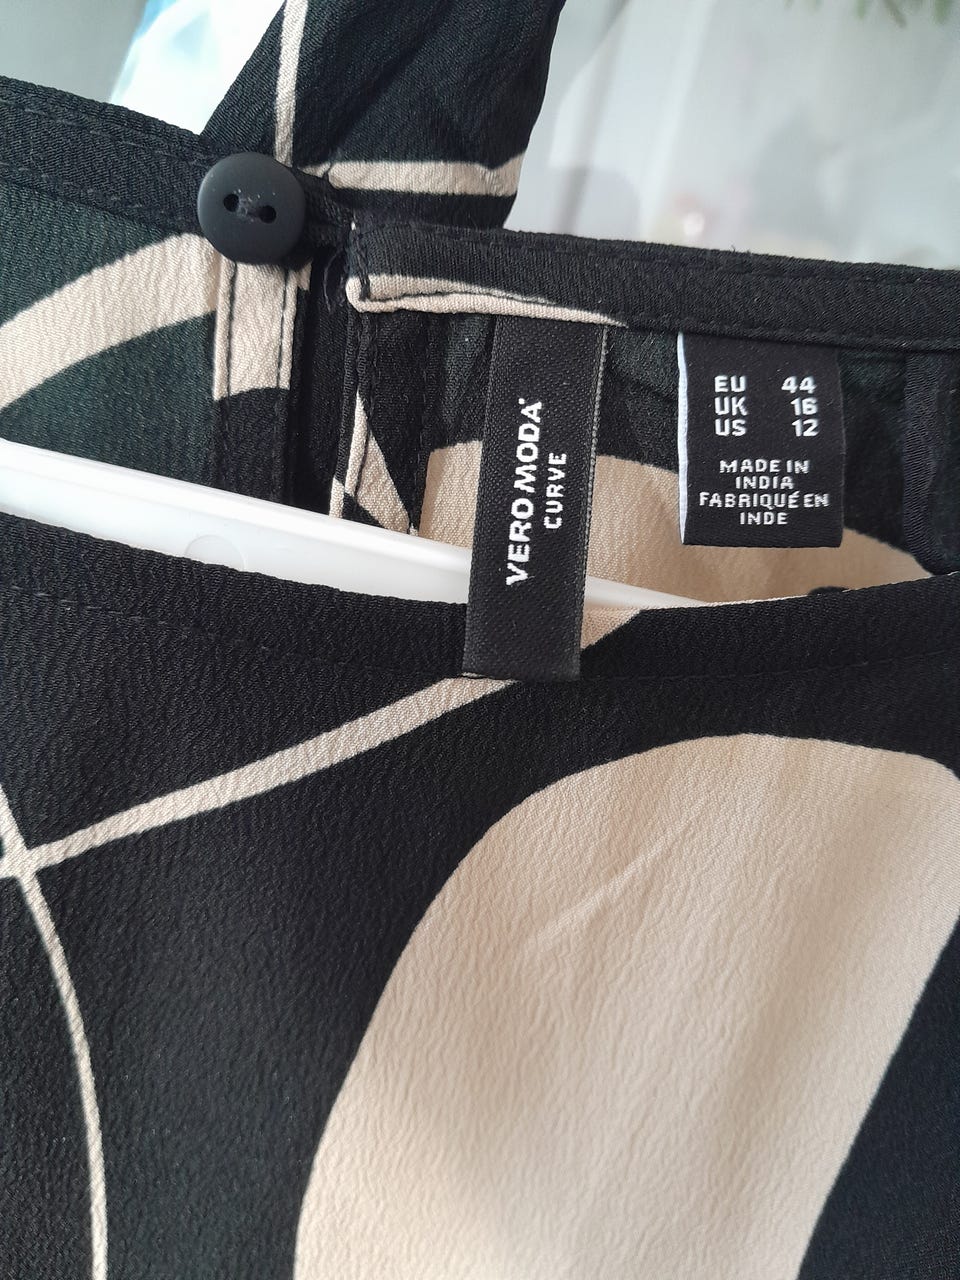 VERO MODA
CURVE
EU 44
UK 16
US 12
MADE IN
INDIA
FABRIQUÉ EN
INDE